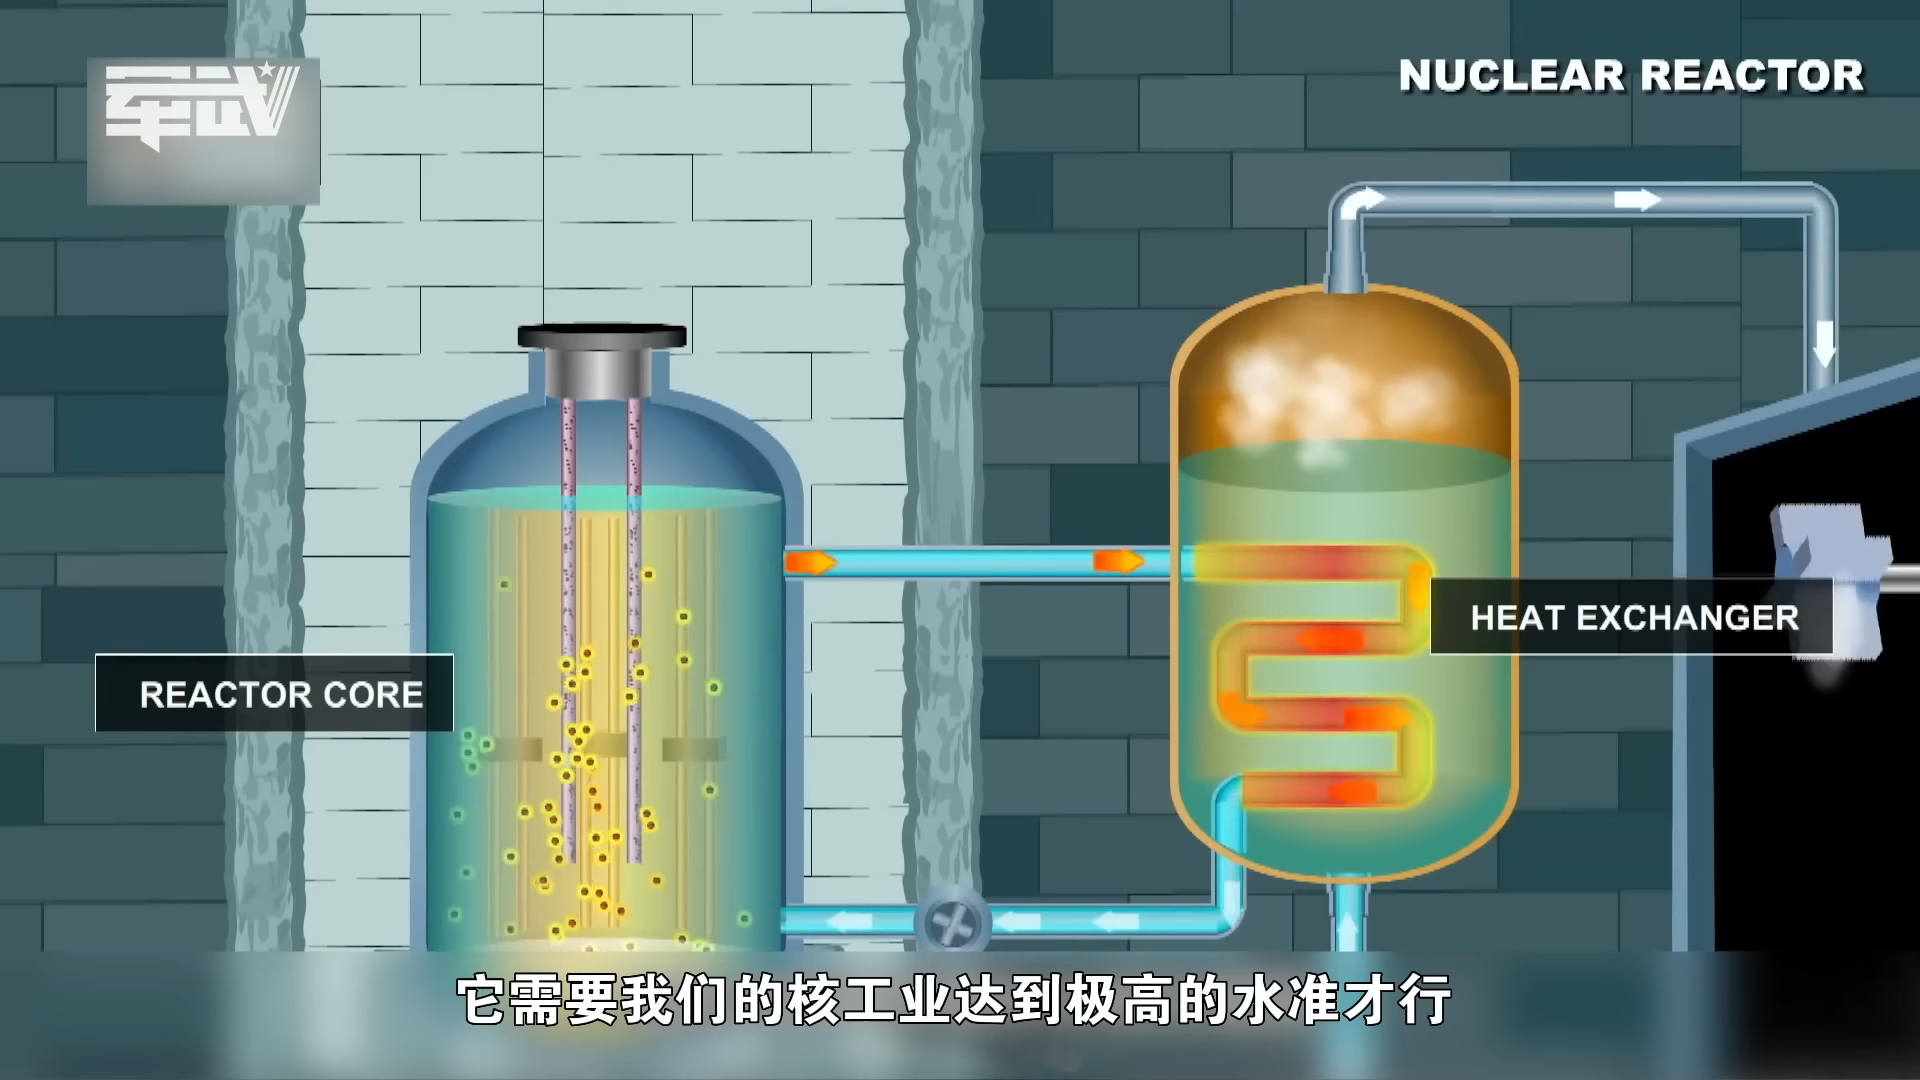 军武
NUCLEAR REACTOR
HEAT EXCHANGER
REACTOR CORE
它需要我们的核工业达到极高的水准才行